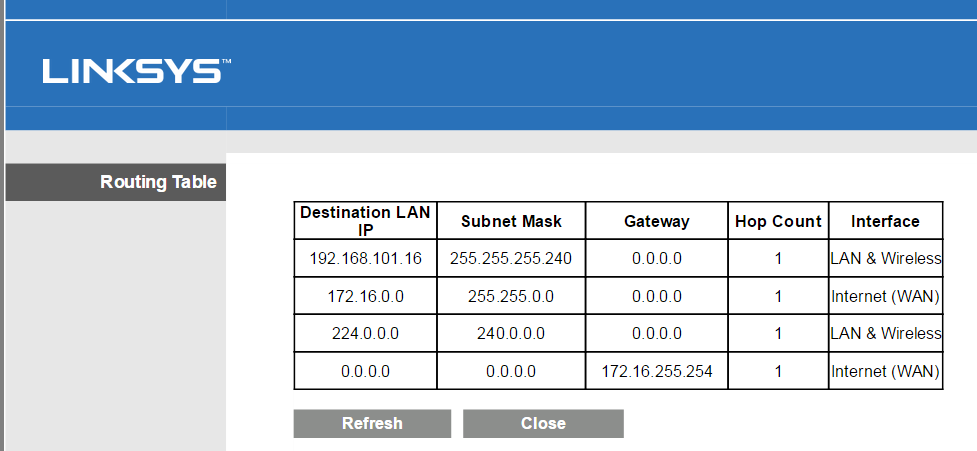 LINKSYS™
Routing Table
Destination LAN IP Subnet Mask Gateway Hop Count Interface
192.168.101.16 255.255.255.240 0.0.0.0 1 LAN & Wireless
172.16.0.0 255.255.0.0 0.0.0.0 1 Internet (WAN)
224.0.0.0 240.0.0.0 0.0.0.0 1 LAN & Wireless
0.0.0.0 0.0.0.0 172.16.255.254 1 Internet (WAN)
Refresh Close